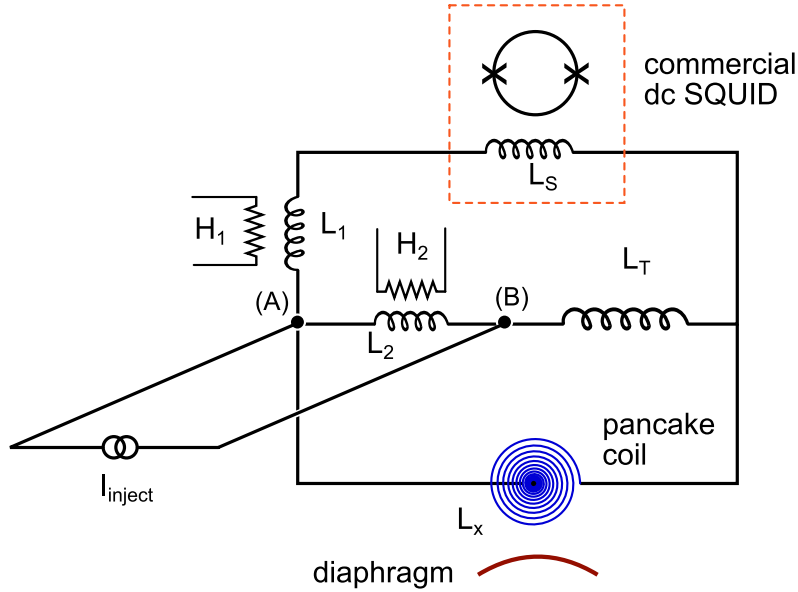 commercial
dc SQUID
L_S
H_1
L_1
H_2
L_T
(A)
(B)
L_2
pancake
coil
I_inject
L_x
diaphragm